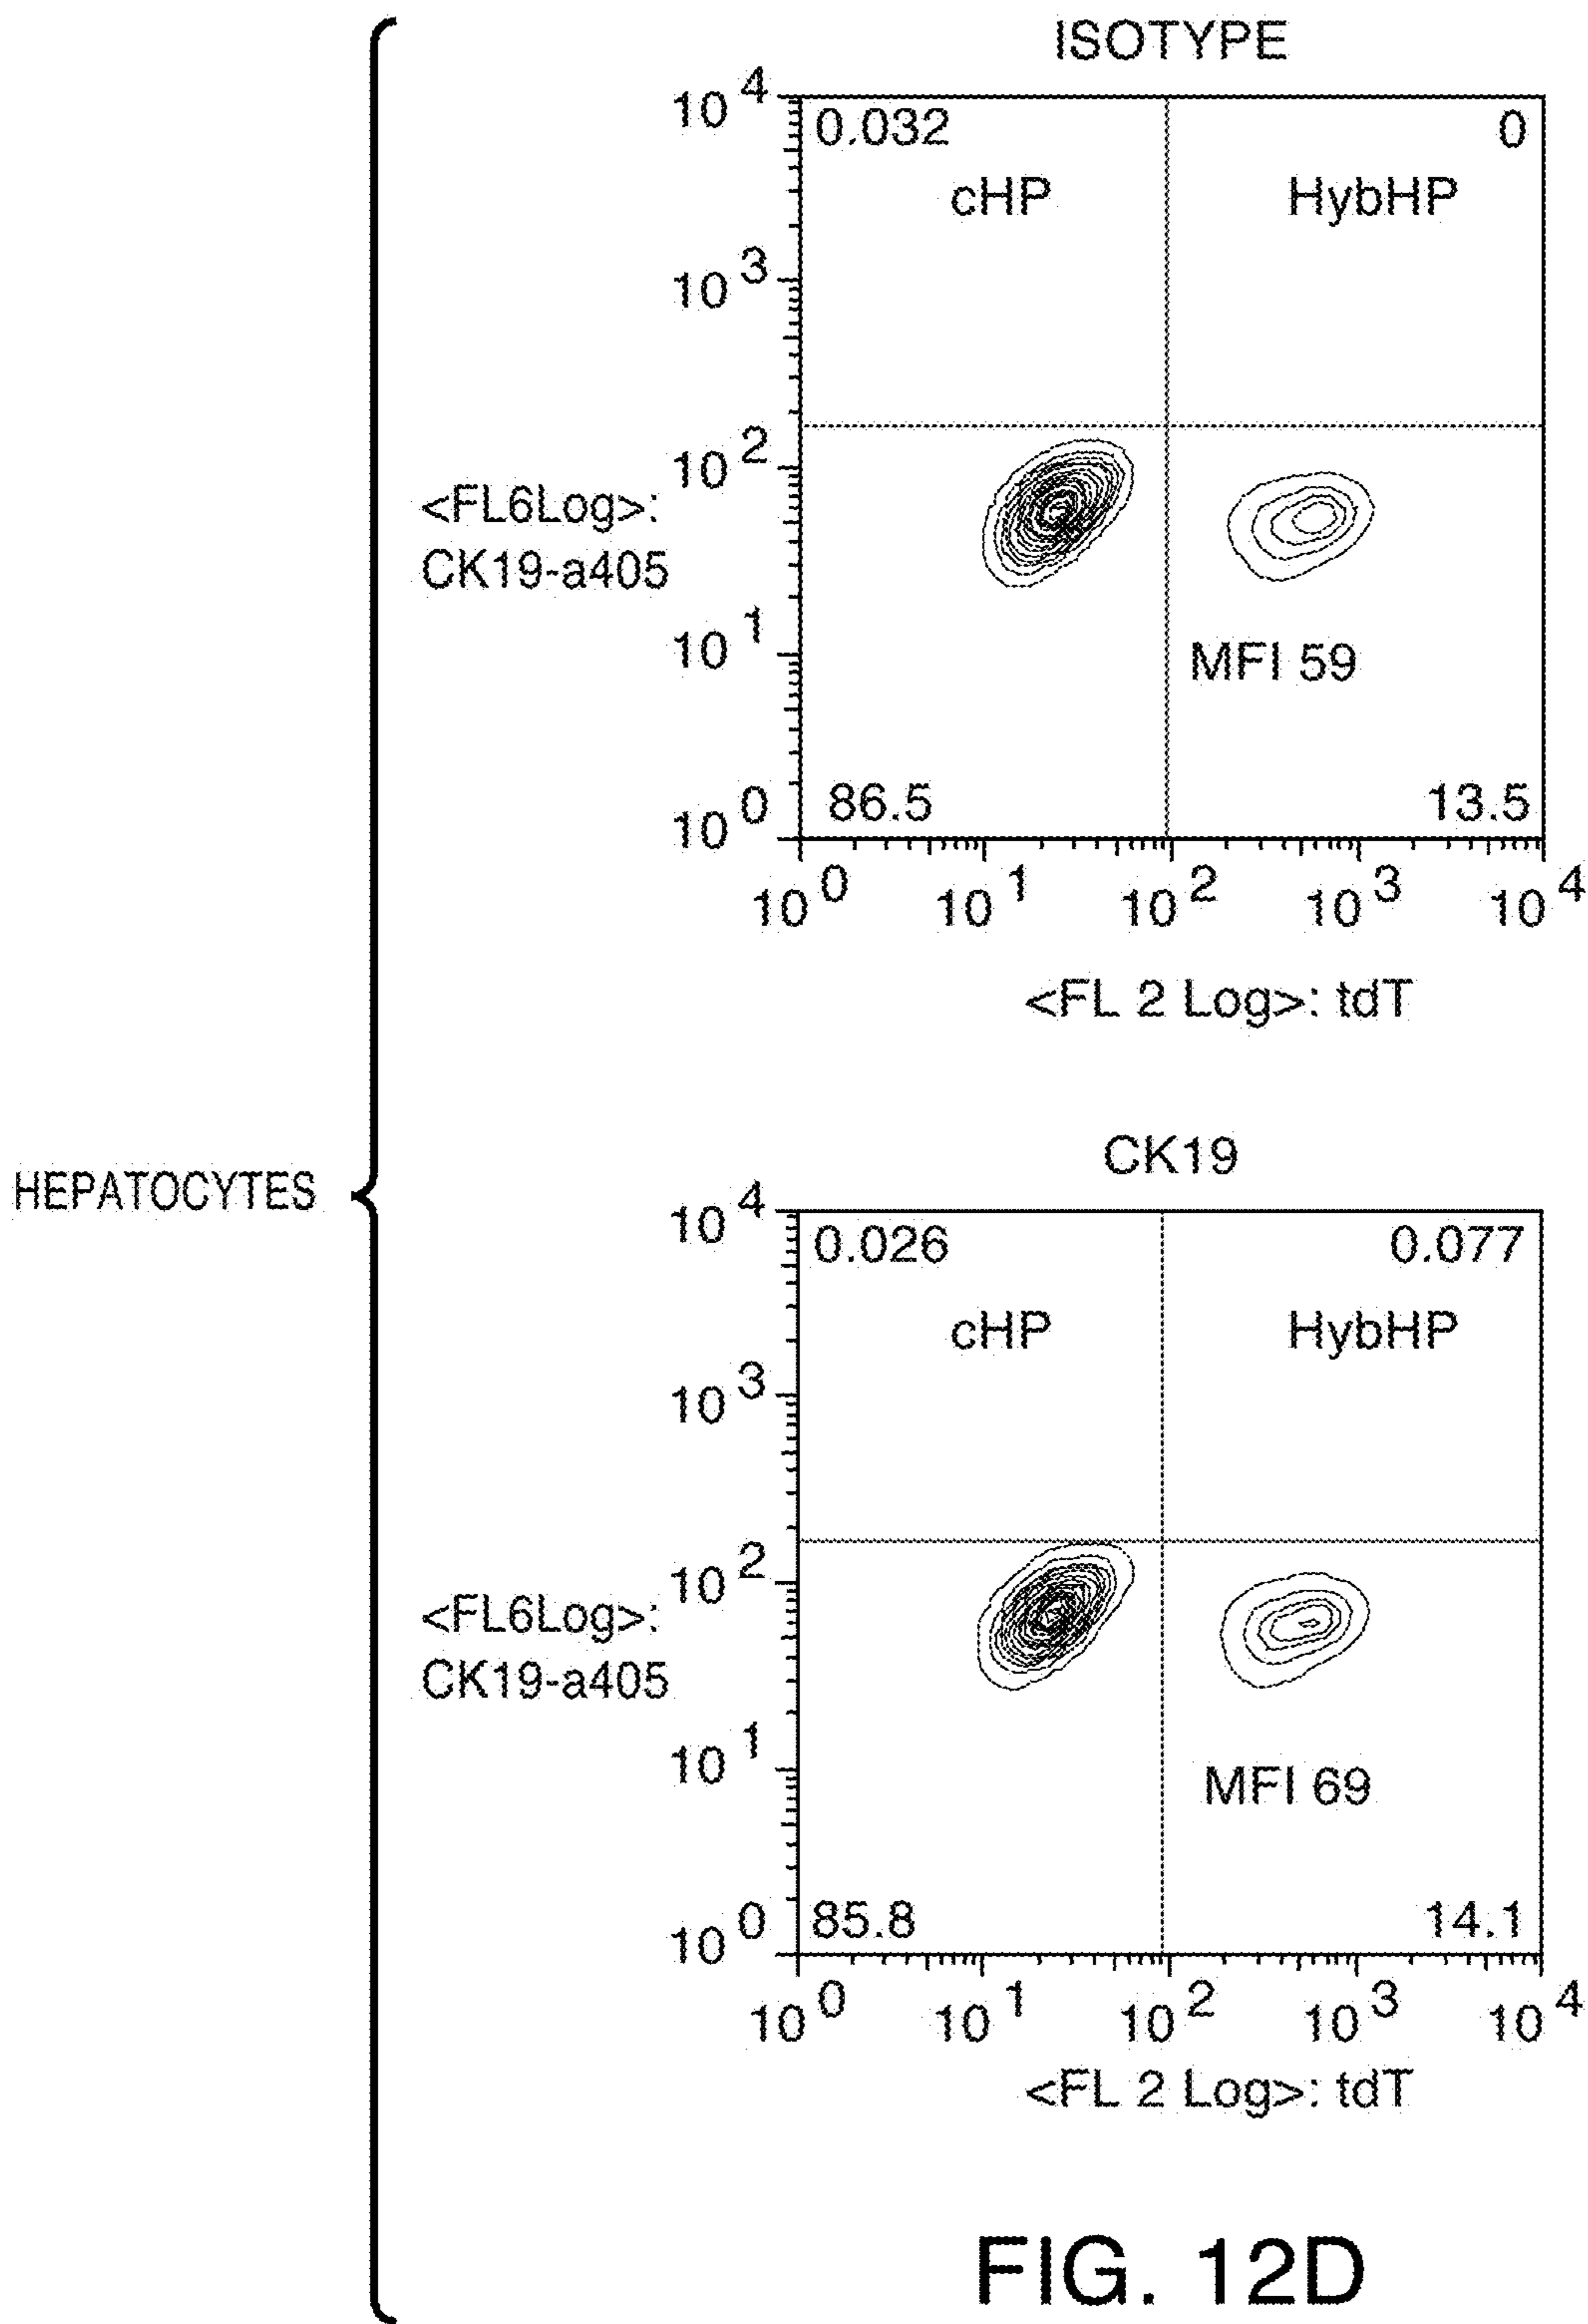 ISOTYPE
10^4
0.032
0
cHP
HybHP
10^3
10^2
<FL6Log>:
CK19-a405
10^1
MFI 59
10^0
86.5
13.5
10^0 10^1 10^2 10^3 10^4
<FL 2 Log>: tdT
HEPATOCYTES
CK19
10^4
0.026
0.077
cHP
HybHP
10^3
10^2
<FL6Log>:
CK19-a405
10^1
MFI 69
10^0
85.8
14.1
10^0 10^1 10^2 10^3 10^4
<FL 2 Log>: tdT
FIG. 12D